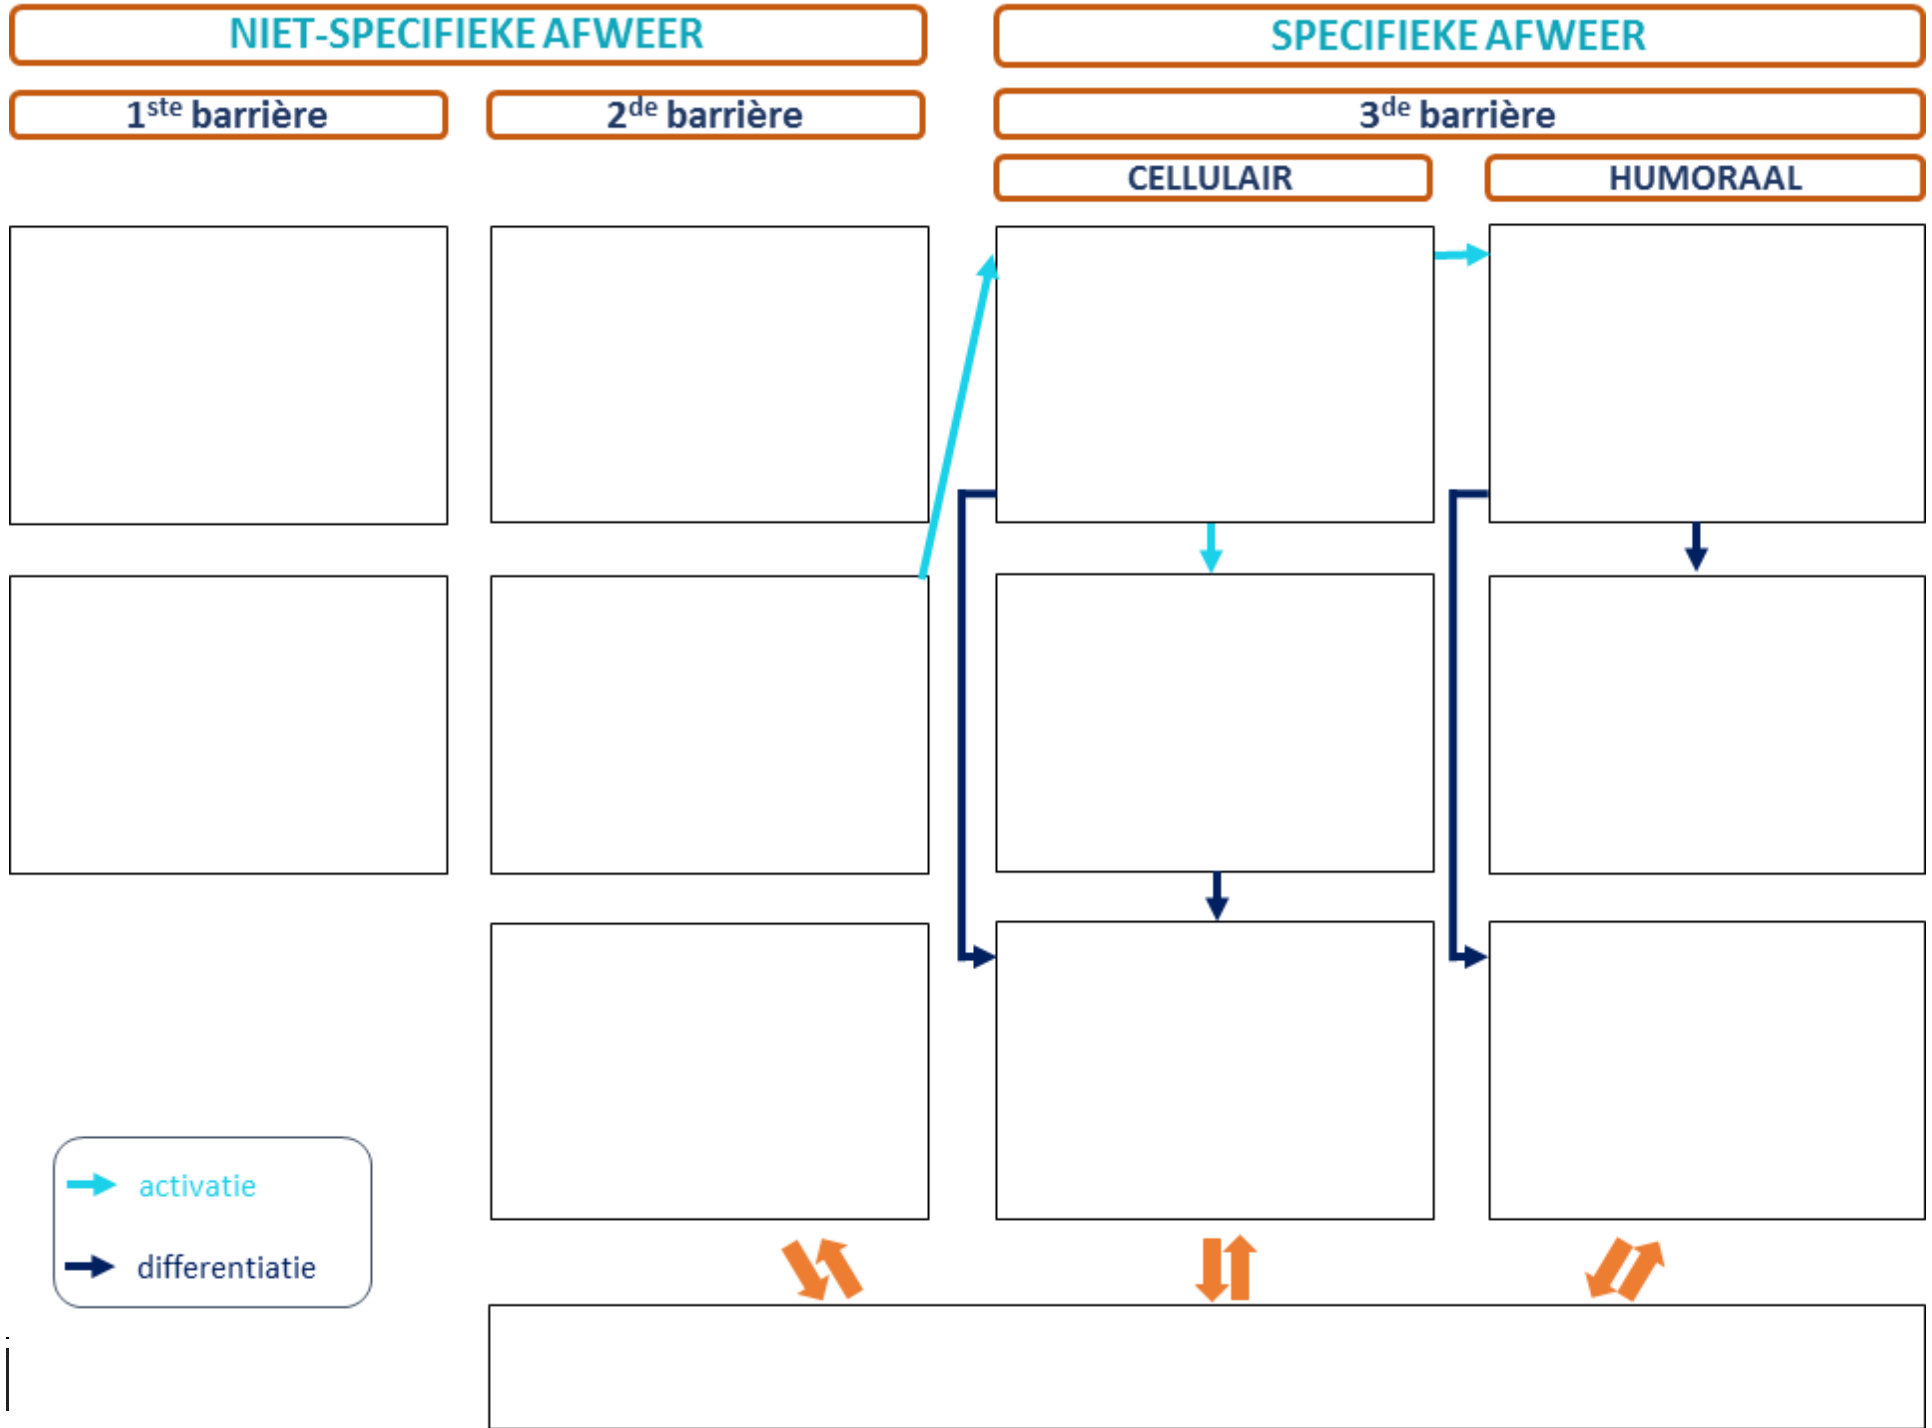 NIET-SPECIFIEKE AFWEER
SPECIFIEKE AFWEER
1ste barrière
2de barrière
3de barrière
CELLULAIR
HUMORAAL
activatie
differentiatie